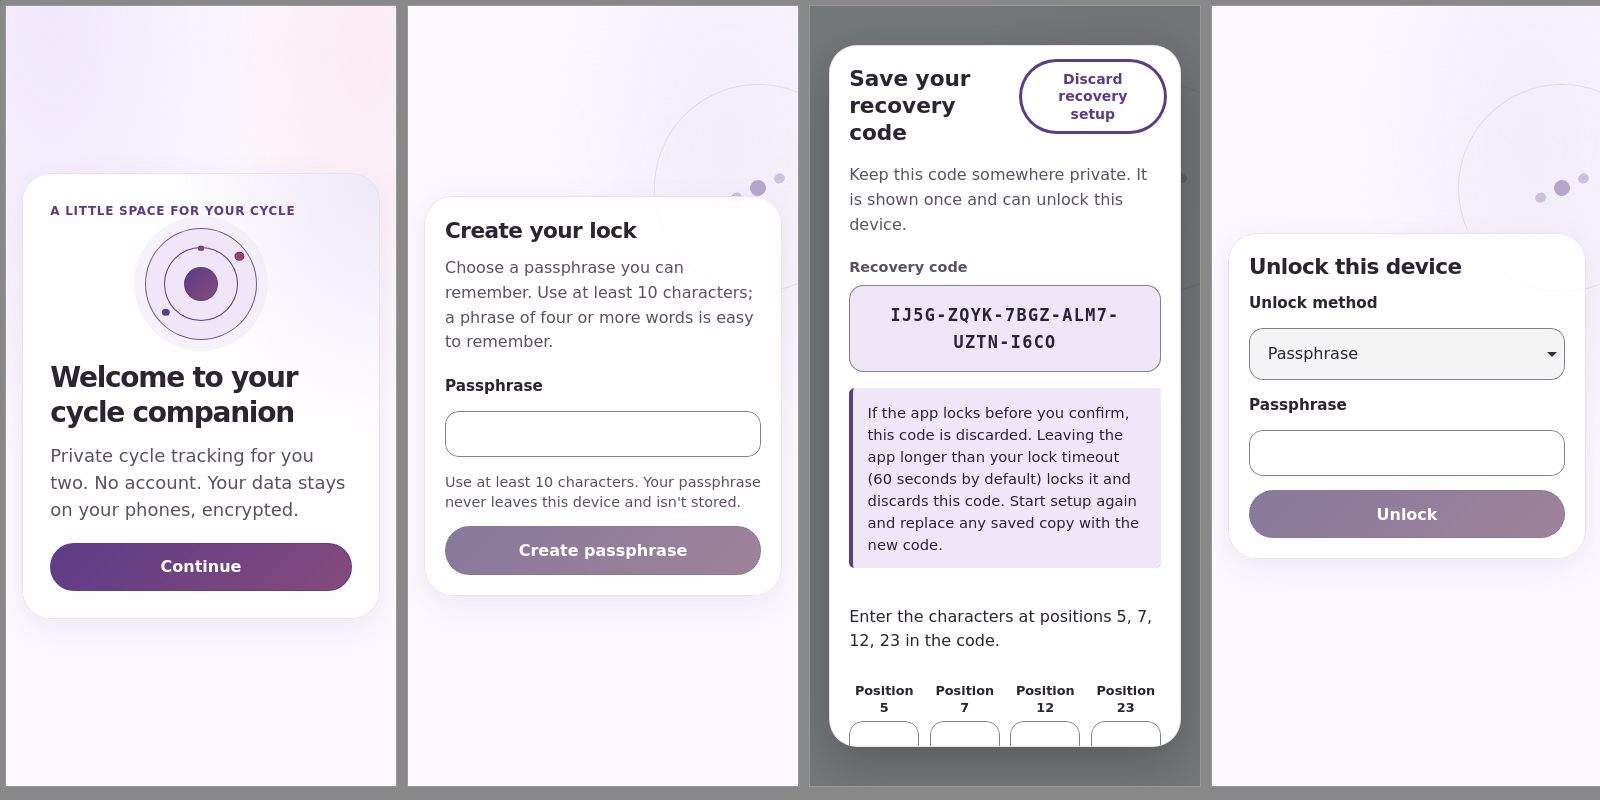 A LITTLE SPACE FOR YOUR CYCLE
Welcome to your
cycle companion
Private cycle tracking for you
two. No account. Your data stays
on your phones, encrypted.
Continue
Create your lock
Choose a passphrase you can
remember. Use at least 10 characters;
a phrase of four or more words is easy
to remember.
Passphrase
Use at least 10 characters. Your passphrase
never leaves this device and isn't stored.
Create passphrase
Save your
recovery
code
Discard
recovery
setup
Keep this code somewhere private. It
is shown once and can unlock this
device.
Recovery code
IJ5G-ZQYK-7BGZ-ALM7-
UZTN-I6CO
If the app locks before you confirm,
this code is discarded. Leaving the
app longer than your lock timeout
(60 seconds by default) locks it and
discards this code. Start setup again
and replace any saved copy with the
new code.
Enter the characters at positions 5, 7,
12, 23 in the code.
Position
5
Position
7
Position
12
Position
23
Unlock this device
Unlock method
Passphrase
Passphrase
Unlock